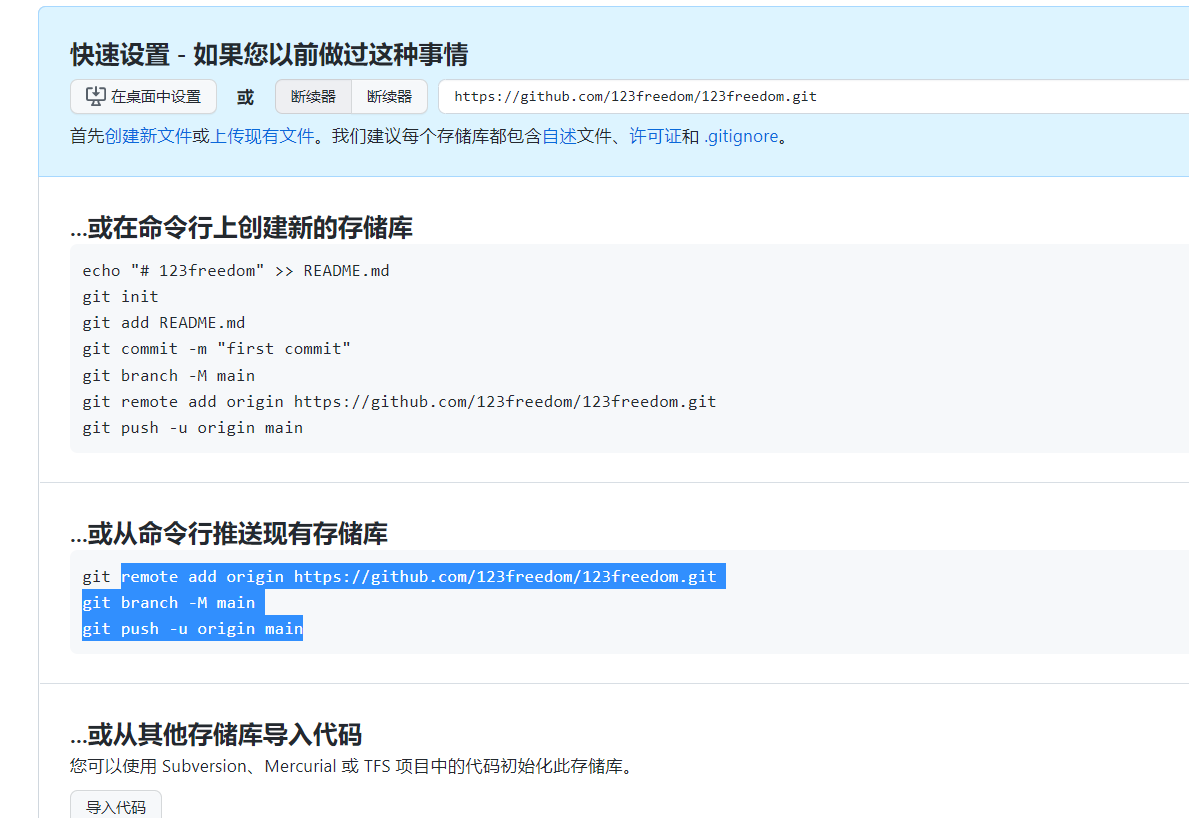 快速设置 - 如果您以前做过这种事情
在桌面中设置 或 断续器 断续器 https://github.com/123freedom/123freedom.git
首先创建新文件或上传现有文件。我们建议每个存储库都包含自述文件、许可证和 .gitignore。
...或在命令行上创建新的存储库
echo "# 123freedom" >> README.md
git init
git add README.md
git commit -m "first commit"
git branch -M main
git remote add origin https://github.com/123freedom/123freedom.git
git push -u origin main
...或从命令行推送现有存储库
git remote add origin https://github.com/123freedom/123freedom.git
git branch -M main
git push -u origin main
...或从其他存储库导入代码
您可以使用 Subversion、Mercurial 或 TFS 项目中的代码初始化此存储库。
导入代码